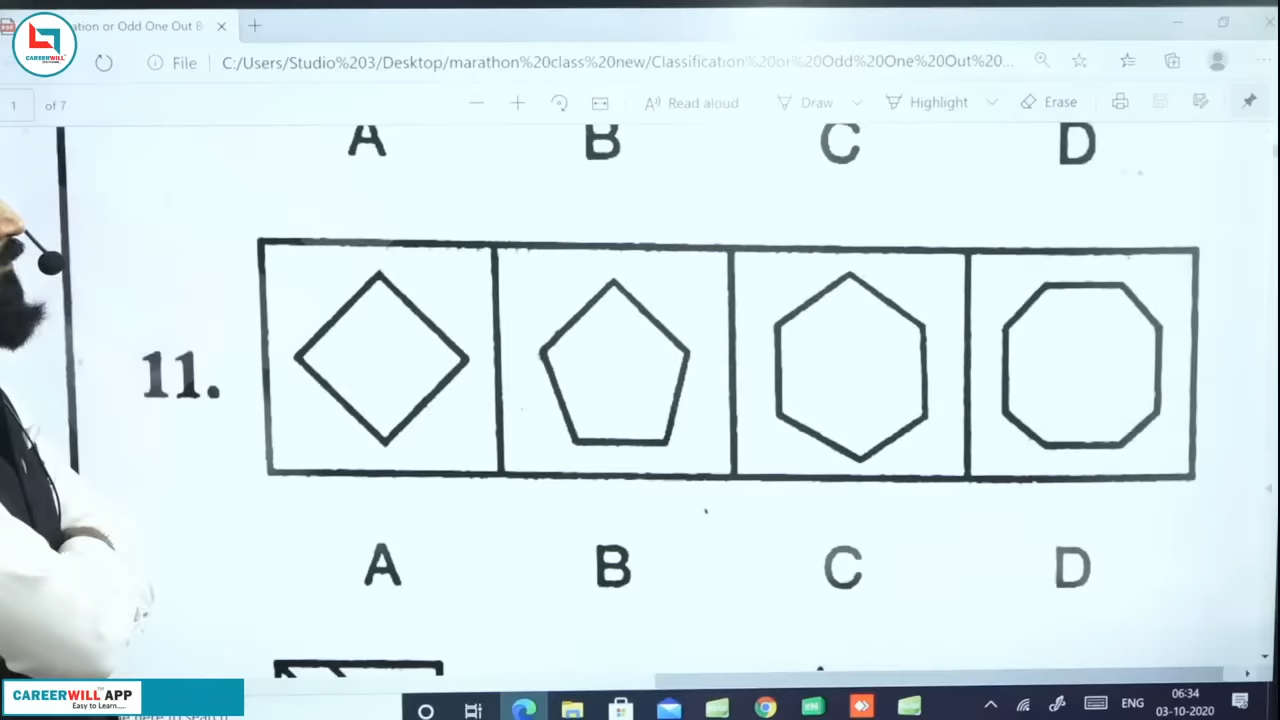 ation or Odd One Out B
CAREERWILL
File
C:/Users/Studio%203/Desktop/marathon%20class%20new/Classification%20or%20Odd%20One%20Out%20...
1
of 7
Read aloud
Draw
Highlight
Erase
A B C D
11.
A B C D
CAREERWILL APP
Easy to Learn.....
ENG
06:34
03-10-2020